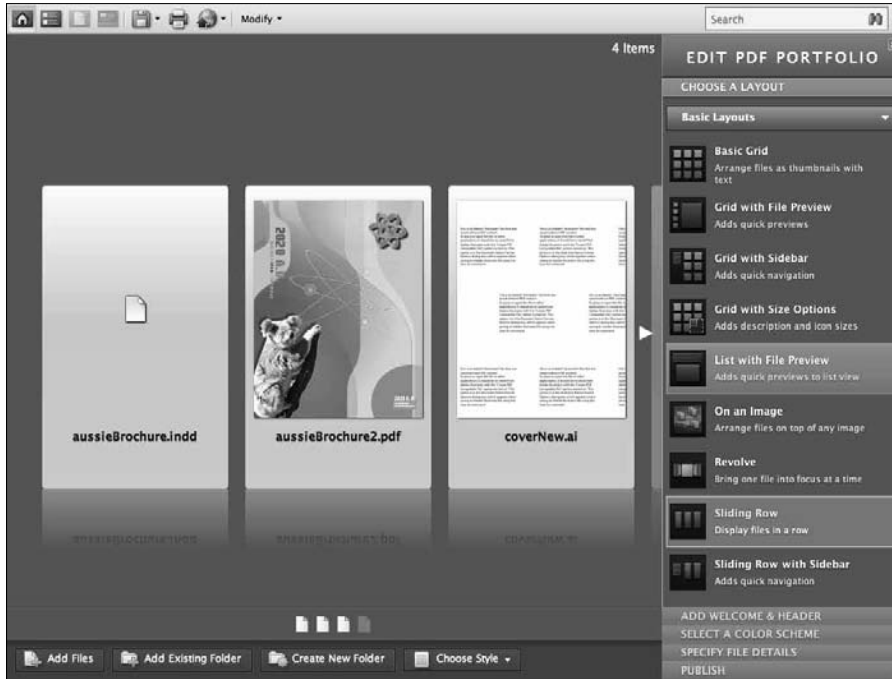 Modify
Search
4 Items
aussieBrochure.indd
aussieBrochure2.pdf
coverNew.ai
Add Files
Add Existing Folder
Create New Folder
Choose Style
EDIT PDF PORTFOLIO
CHOOSE A LAYOUT
Basic Layouts
Basic Grid
Arrange files as thumbnails with
text
Grid with File Preview
Adds quick previews
Grid with Sidebar
Adds quick navigation
Grid with Size Options
Adds description and icon sizes
List with File Preview
Adds quick previews to list view
On an Image
Arrange files on top of any image
Revolve
Bring one file into focus at a time
Sliding Row
Display files in a row
Sliding Row with Sidebar
Adds quick navigation
ADD WELCOME & HEADER
SELECT A COLOR SCHEME
SPECIFY FILE DETAILS
PUBLISH